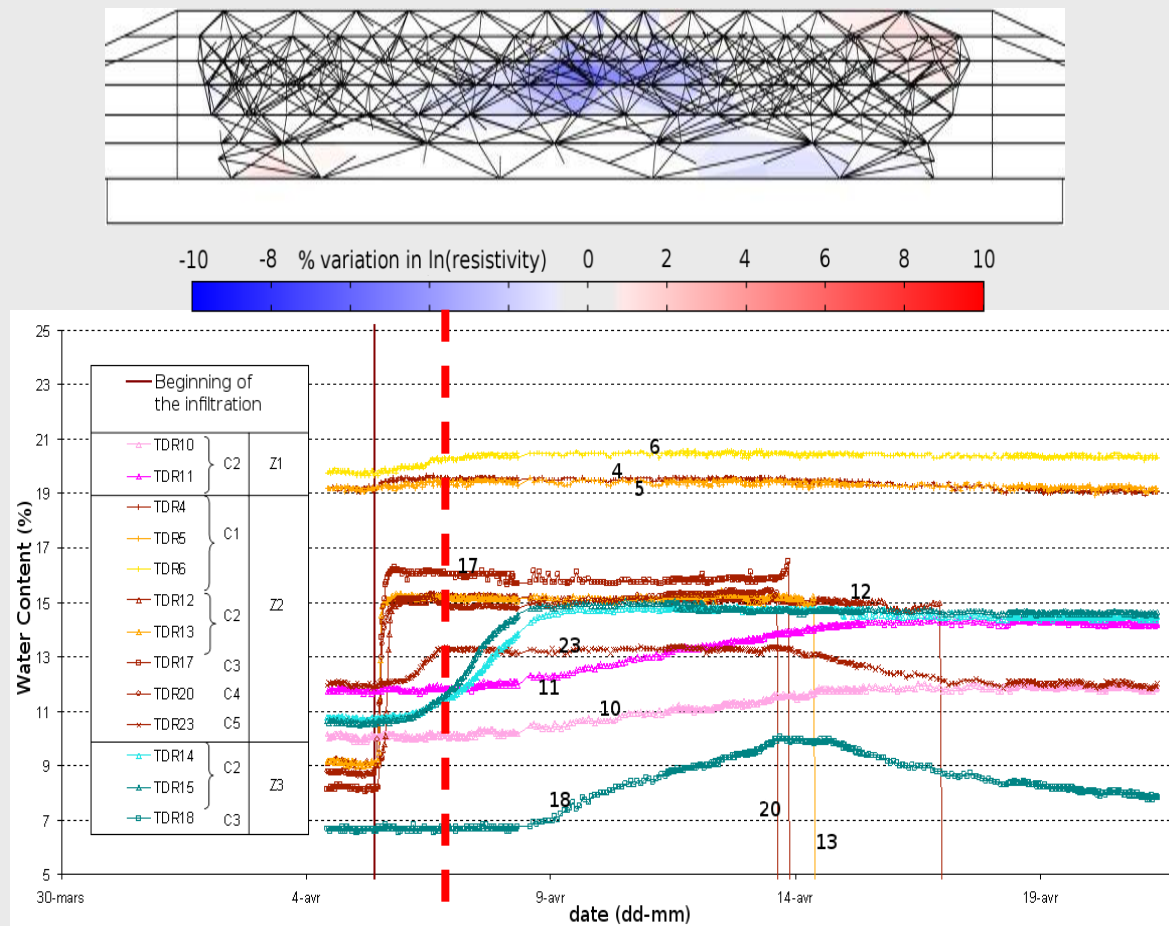 -10 -8 % variation in ln(resistivity) 0 2 4 6 8 10
25
23
21
19
17
15
13
11
9
7
5
Water Content (%)
Beginning of
the infiltration
TDR10
TDR11
C2
Z1
TDR4
TDR5
TDR6
C1
TDR12
TDR13
C2
Z2
TDR17 C3
TDR20 C4
TDR23 C5
TDR14
TDR15
C2
Z3
TDR18 C3
6
4
5
17
12
23
11
10
18
20
13
30-mars 4-avr 9-avr 14-avr 19-avr
date (dd-mm)